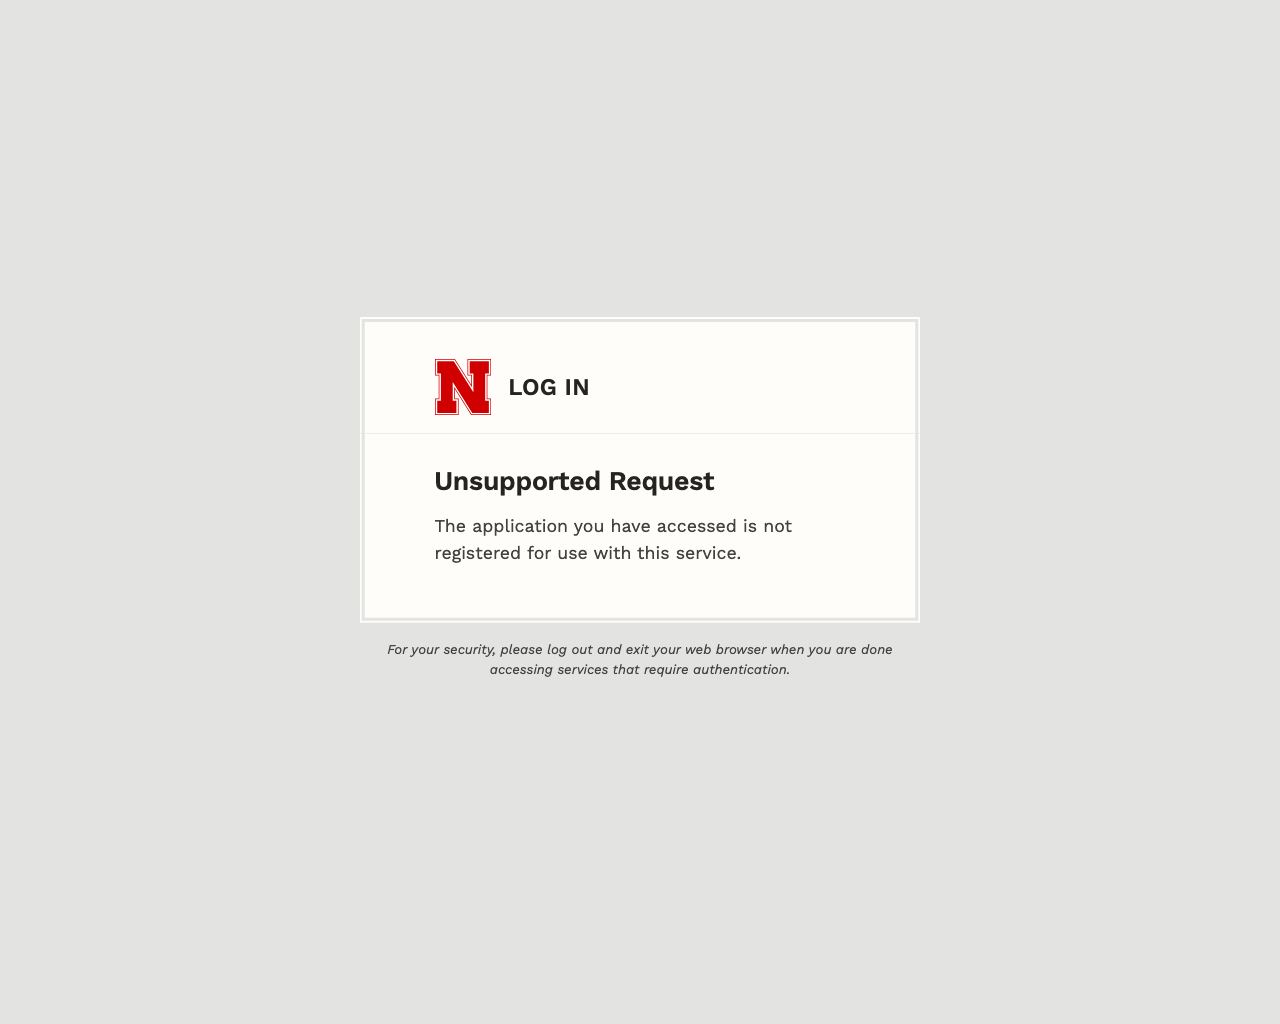 N
LOG IN
Unsupported Request
The application you have accessed is not
registered for use with this service.
For your security, please log out and exit your web browser when you are done
accessing services that require authentication.